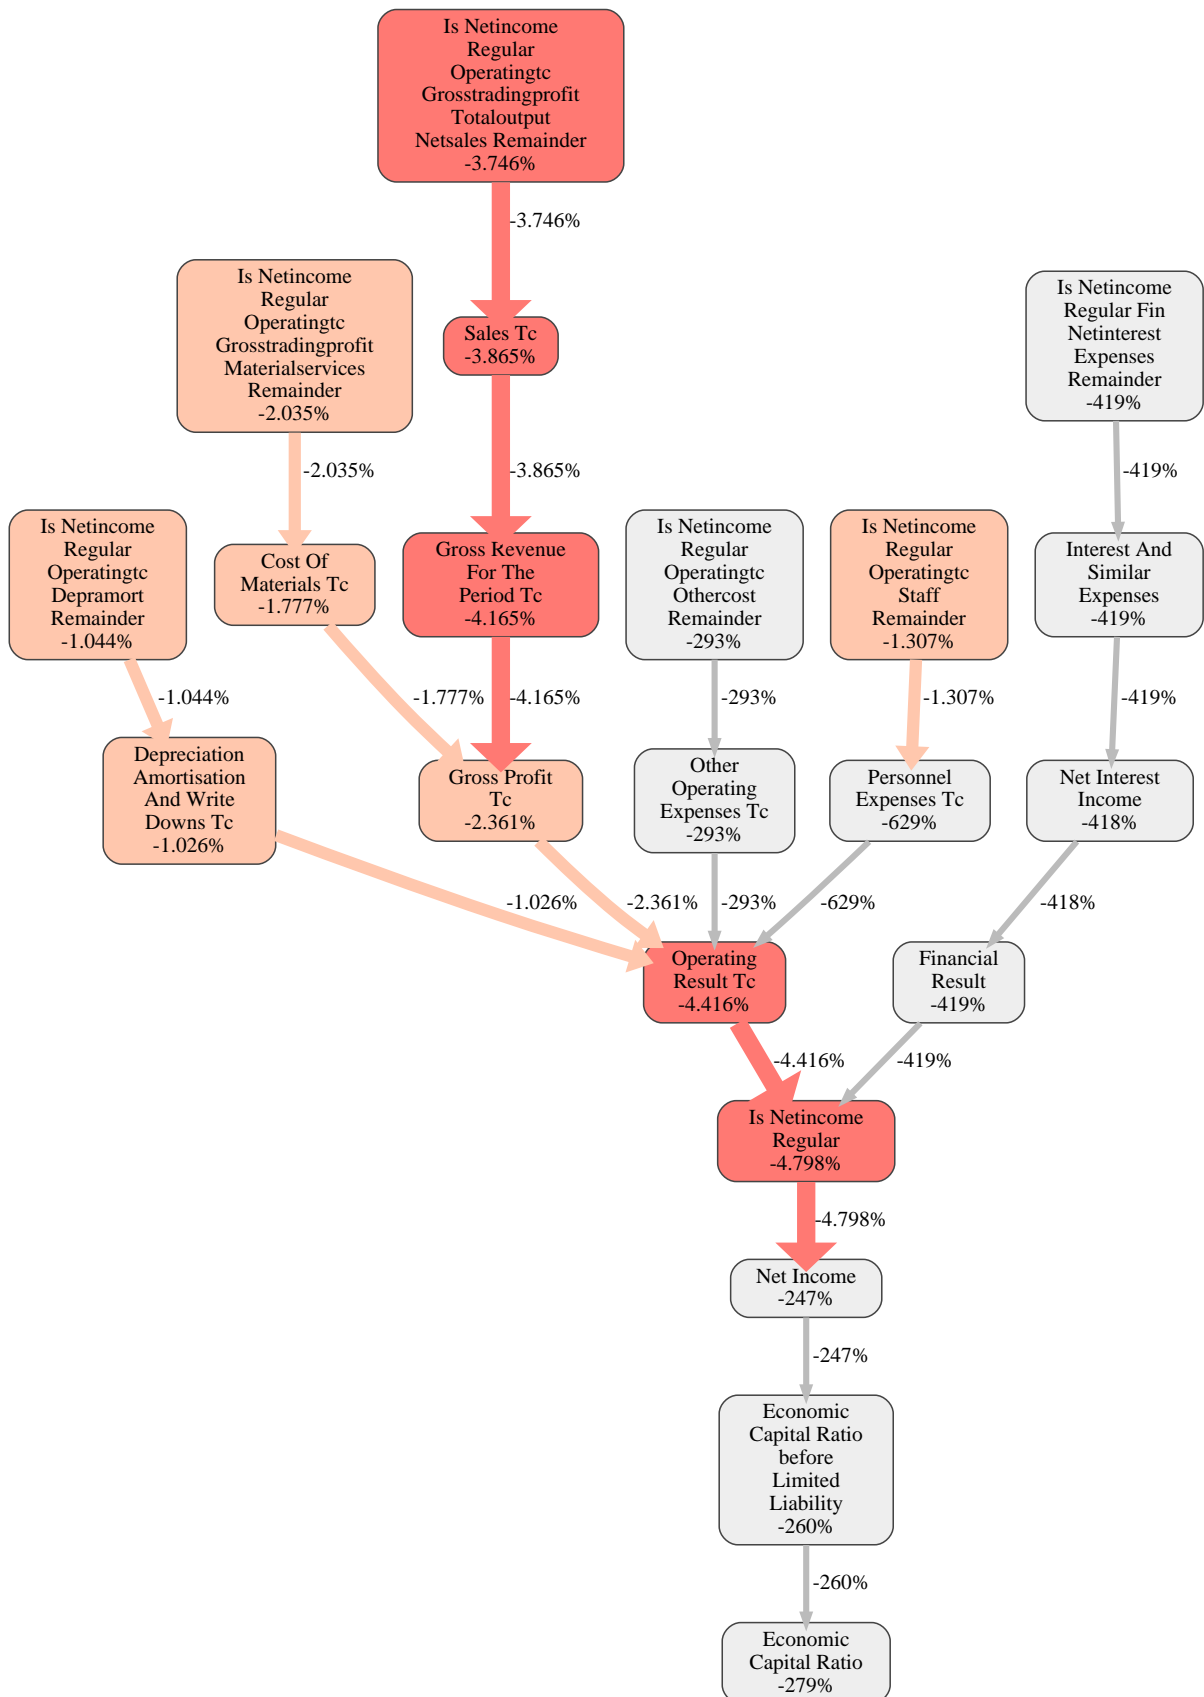 Is Netincome
Regular
Operatingtc
Grosstradingprofit
Totaloutput
Netsales Remainder
-3.746%
-3.746%
Is Netincome
Regular
Operatingtc
Grosstradingprofit
Materialservices
Remainder
-2.035%
Sales Tc
-3.865%
Is Netincome
Regular Fin
Netinterest
Expenses
Remainder
-419%
-2.035%
-3.865%
-419%
Is Netincome
Regular
Operatingtc
Depramort
Remainder
-1.044%
Cost Of
Materials Tc
-1.777%
Gross Revenue
For The
Period Tc
-4.165%
Is Netincome
Regular
Operatingtc
Othercost
Remainder
-293%
Is Netincome
Regular
Operatingtc
Staff
Remainder
-1.307%
Interest And
Similar
Expenses
-419%
-1.044%
-1.777%
-4.165%
-293%
-1.307%
-419%
Depreciation
Amortisation
And Write
Downs Tc
-1.026%
Gross Profit
Tc
-2.361%
Other
Operating
Expenses Tc
-293%
Personnel
Expenses Tc
-629%
Net Interest
Income
-418%
-1.026%
-2.361%
-293%
-629%
-418%
Operating
Result Tc
-4.416%
Financial
Result
-419%
-4.416%
-419%
Is Netincome
Regular
-4.798%
-4.798%
Net Income
-247%
-247%
Economic
Capital Ratio
before
Limited
Liability
-260%
-260%
Economic
Capital Ratio
-279%